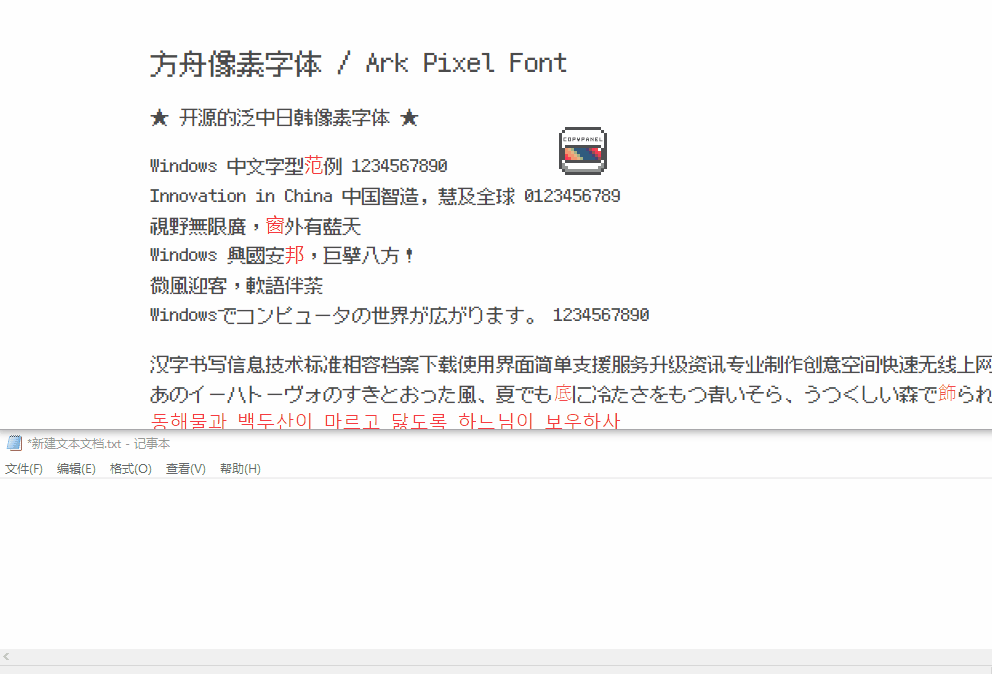 方舟像素字体 / Ark Pixel Font
★ 开源的泛中日韩像素字体 ★
COPYPANEL
Windows 中文字型范例 1234567890
Innovation in China 中国智造，慧及全球 0123456789
視野無限廣，窗外有藍天
Windows 興國安邦，巨擘八方！
微風迎客，軟語伴茶
Windowsでコンピュータの世界が広がります。 1234567890
汉字书写信息技术标准相容档案下载使用界面简单支援服务升级资讯专业制作创意空间快速无线上网
あのイーハトーヴォのすきとおった風、夏でも底に冷たさをもつ青いそら、うつくしい森で飾られ
동해물과 백두산이 마르고 닳도록 하느님이 보우하사
*新建文本文档.txt - 记事本
文件(F) 编辑(E) 格式(O) 查看(V) 帮助(H)